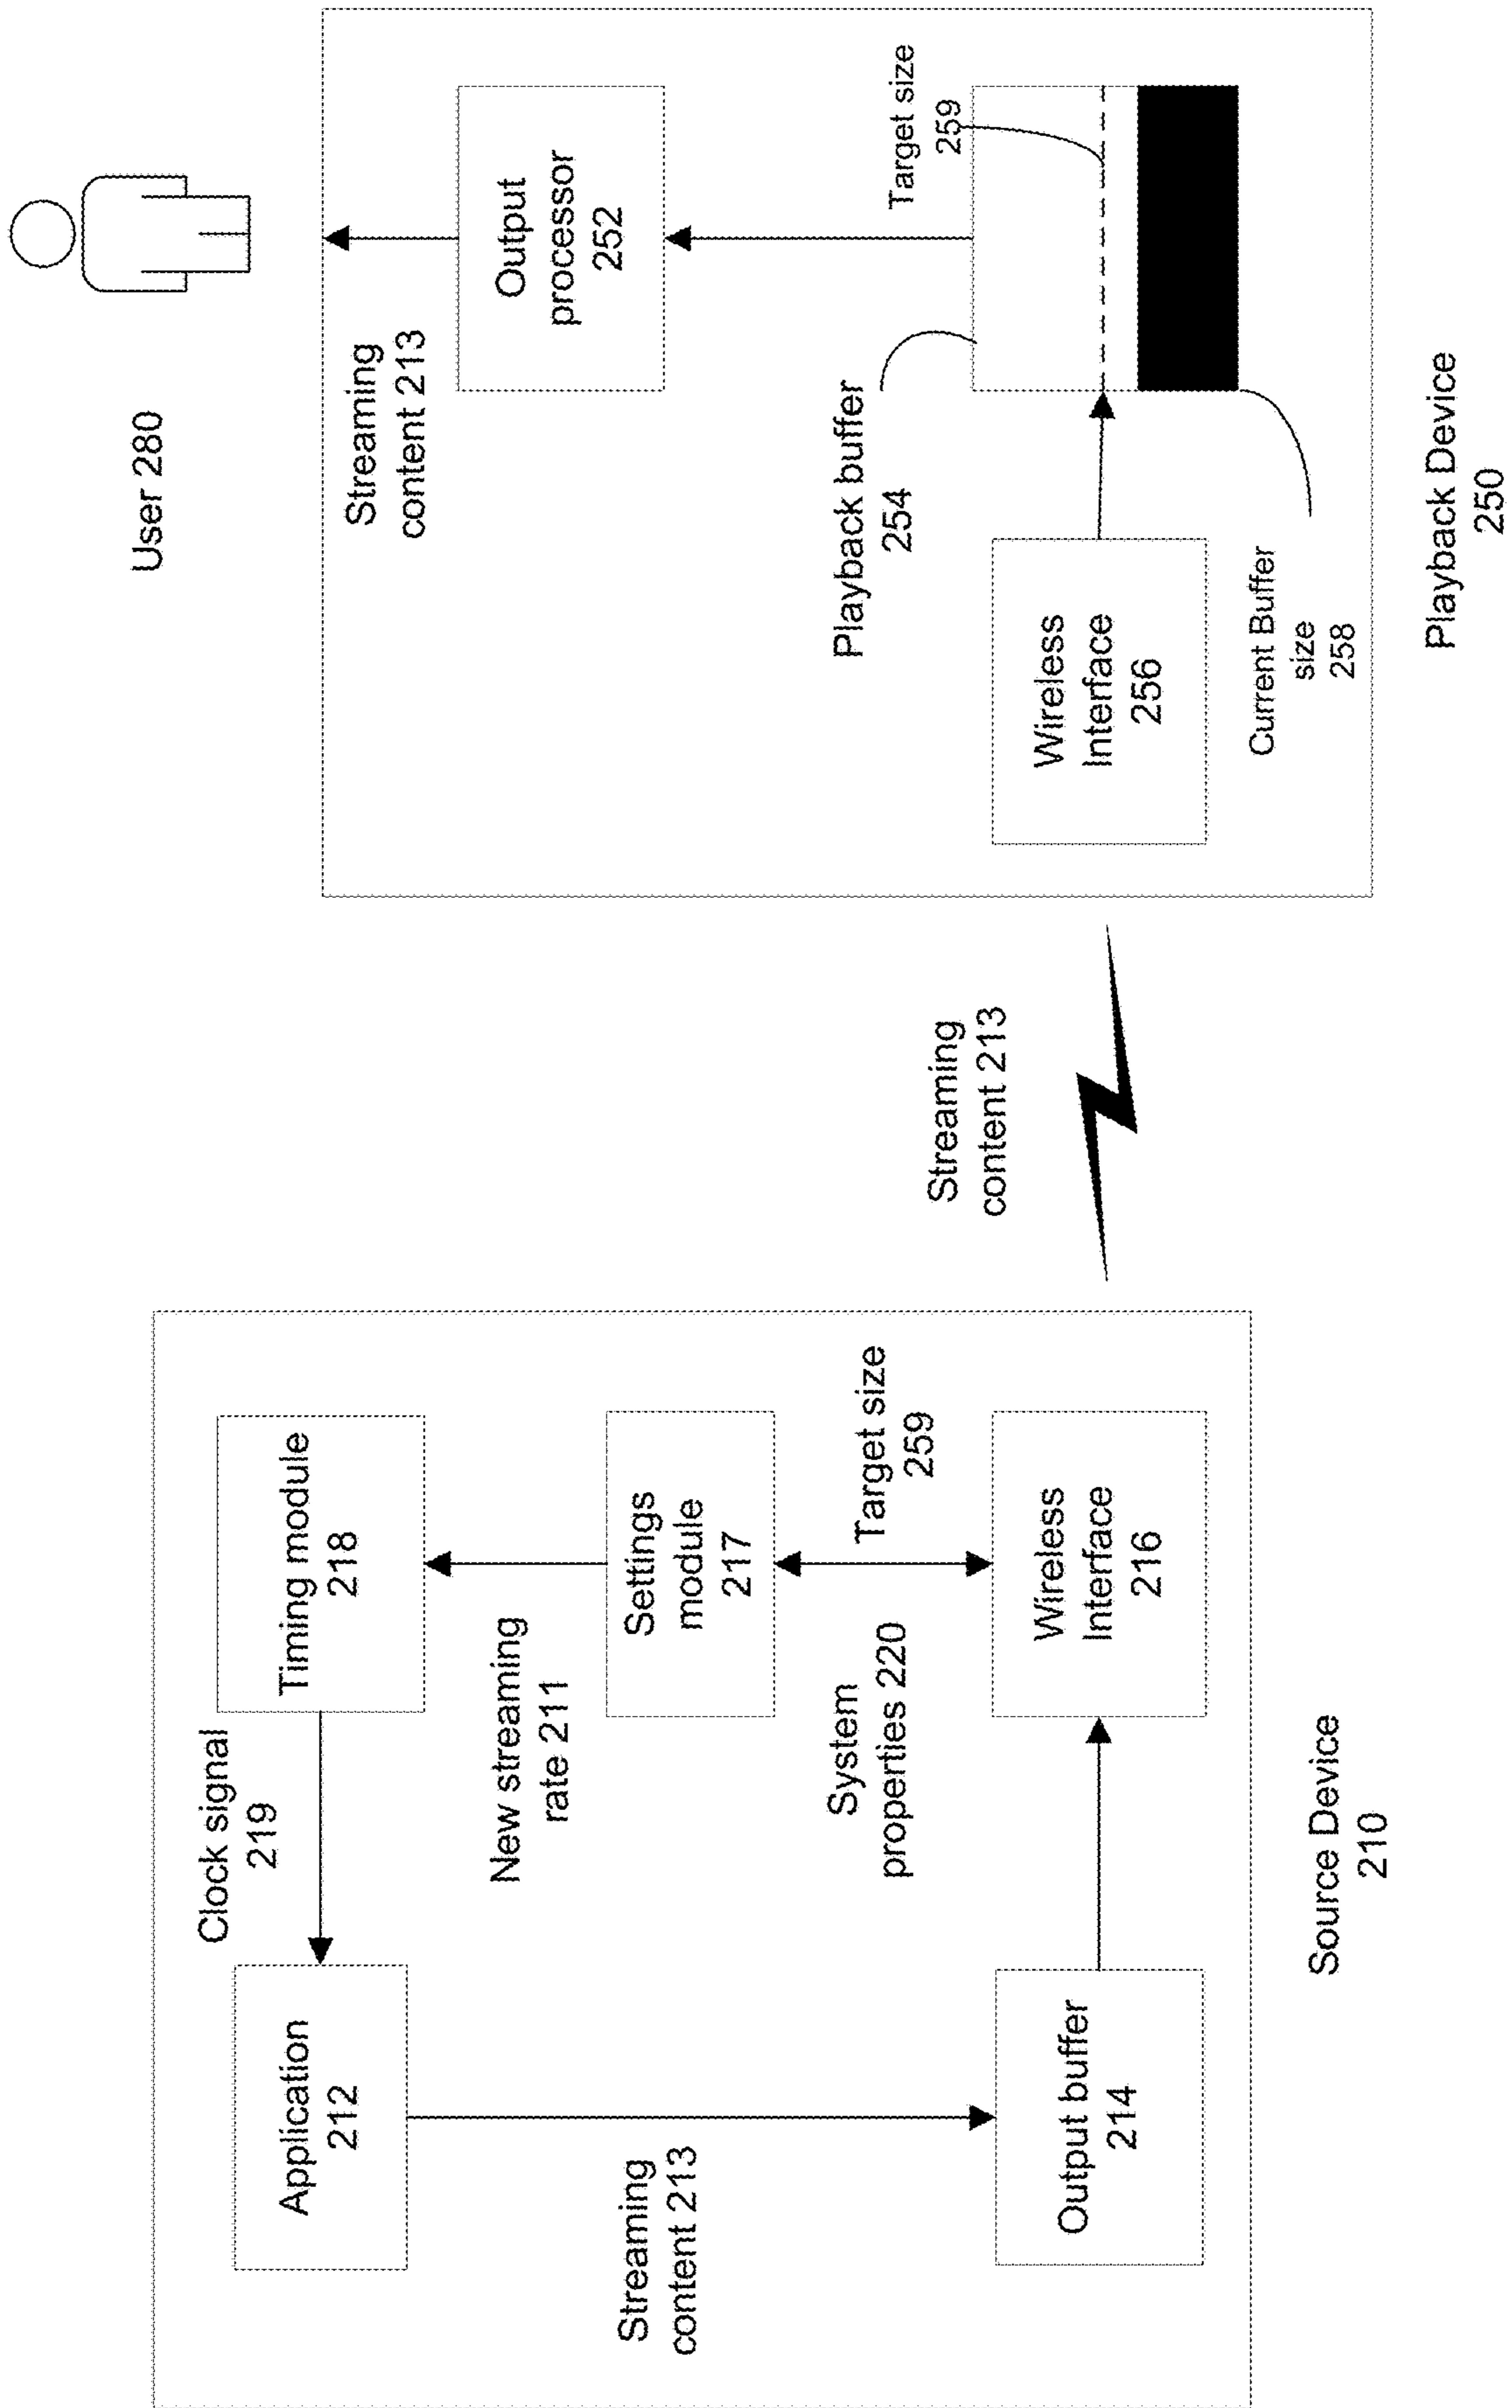 Application
212
Clock signal
219
Timing module
218
New streaming
rate 211
Settings
module
217
System
properties 220
Target size
259
Streaming
content 213
Output buffer
214
Wireless
Interface
216
Source Device
210
Streaming
content 213
User 280
Streaming
content 213
Output
processor
252
Playback buffer
254
Target size
259
Wireless
Interface
256
Current Buffer
size
258
Playback Device
250